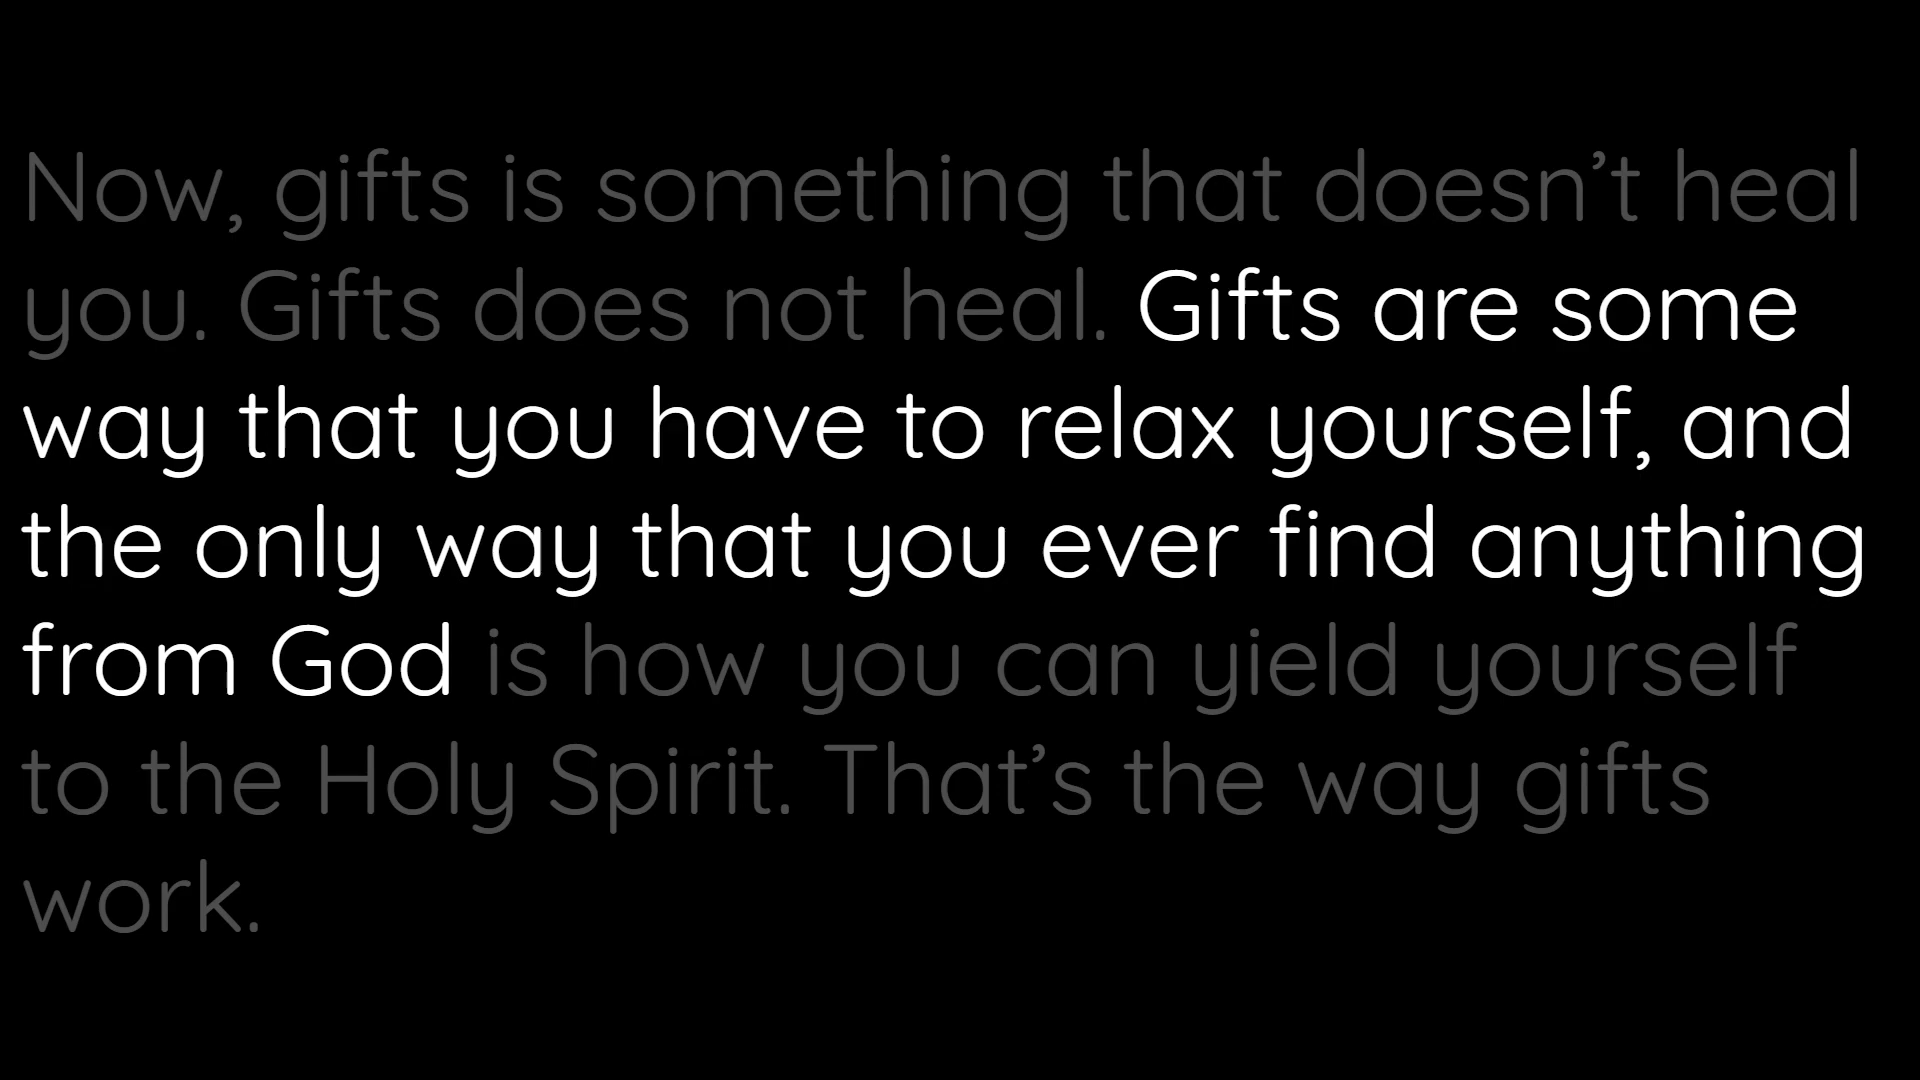 Now, gifts is something that doesn’t heal
you. Gifts does not heal. Gifts are some
way that you have to relax yourself, and
the only way that you ever find anything
from God is how you can yield yourself
to the Holy Spirit. That’s the way gifts
work.